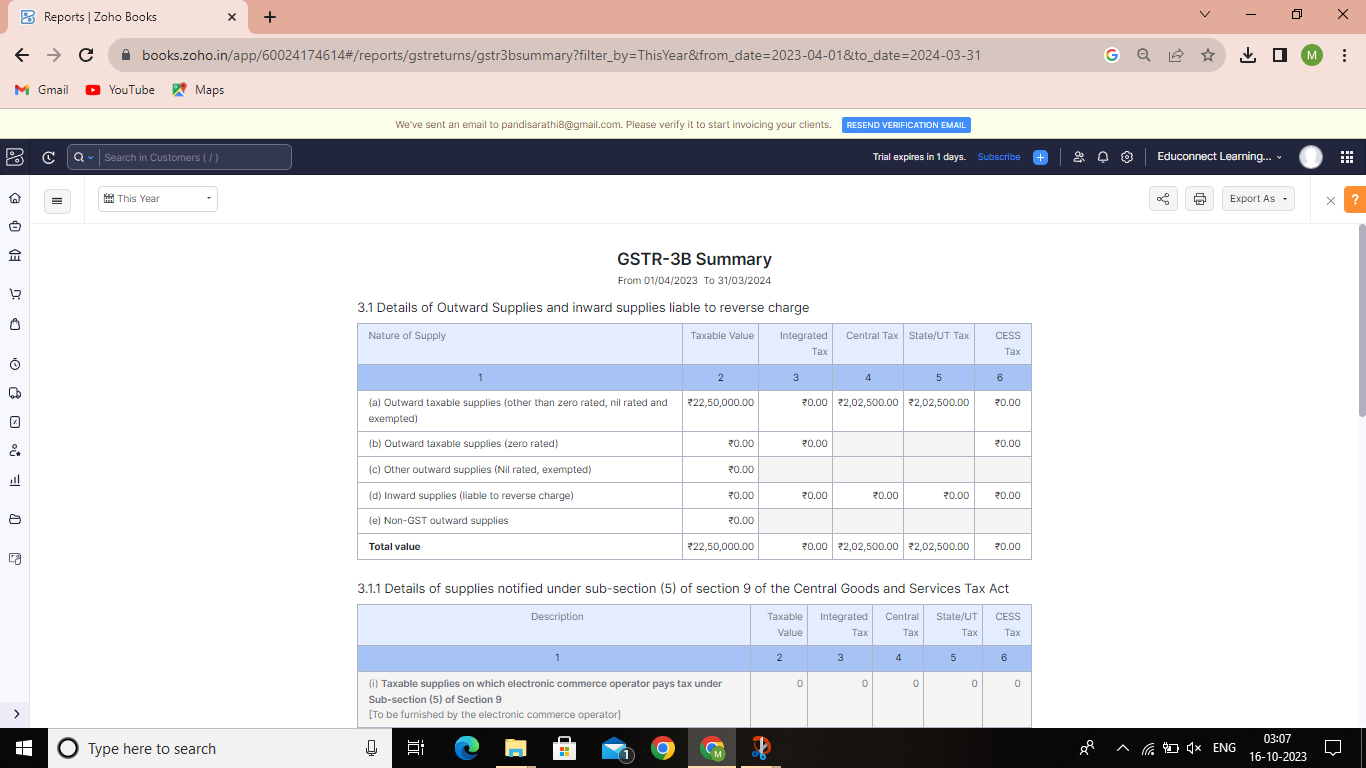 Reports | Zoho Books
books.zoho.in/app/60024174614#/reports/gstreturns/gstr3bsummary?filter_by=ThisYear&from_date=2023-04-01&to_date=2024-03-31
M
Gmail YouTube Maps
We've sent an email to pandisarathi8@gmail.com. Please verify it to start invoicing your clients. RESEND VERIFICATION EMAIL
Search in Customers ( / ) Trial expires in 1 days. Subscribe Educonnect Learning...
This Year Export As ?
GSTR-3B Summary
From 01/04/2023 To 31/03/2024
3.1 Details of Outward Supplies and inward supplies liable to reverse charge
Nature of Supply Taxable Value Integrated Tax Central Tax State/UT Tax CESS Tax
1 2 3 4 5 6
(a) Outward taxable supplies (other than zero rated, nil rated and exempted) ₹22,50,000.00 ₹0.00 ₹2,02,500.00 ₹2,02,500.00 ₹0.00
(b) Outward taxable supplies (zero rated) ₹0.00 ₹0.00 ₹0.00
(c) Other outward supplies (Nil rated, exempted) ₹0.00
(d) Inward supplies (liable to reverse charge) ₹0.00 ₹0.00 ₹0.00 ₹0.00 ₹0.00
(e) Non-GST outward supplies ₹0.00
Total value ₹22,50,000.00 ₹0.00 ₹2,02,500.00 ₹2,02,500.00 ₹0.00
3.1.1 Details of supplies notified under sub-section (5) of section 9 of the Central Goods and Services Tax Act
Description Taxable Value Integrated Tax Central Tax State/UT Tax CESS Tax
1 2 3 4 5 6
(i) Taxable supplies on which electronic commerce operator pays tax under Sub-section (5) of Section 9 0 0 0 0 0
[To be furnished by the electronic commerce operator]
Type here to search 1 M ENG 03:07
16-10-2023